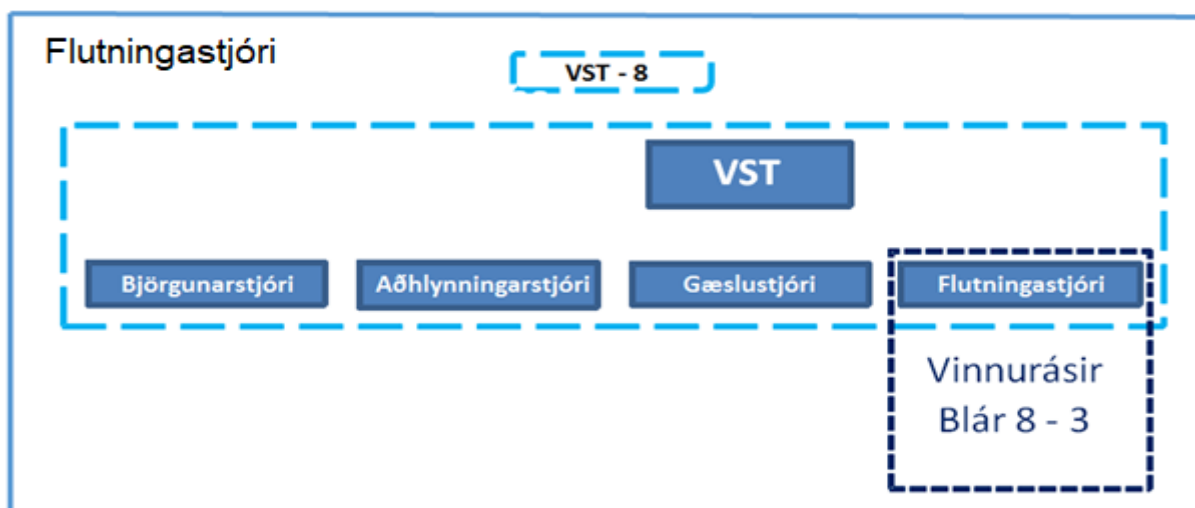 Flutningastjóri
VST - 8
VST
Björgunarstjóri
Aðhlynningarstjóri
Gæslustjóri
Flutningastjóri
Vinnurásir
Blár 8 - 3